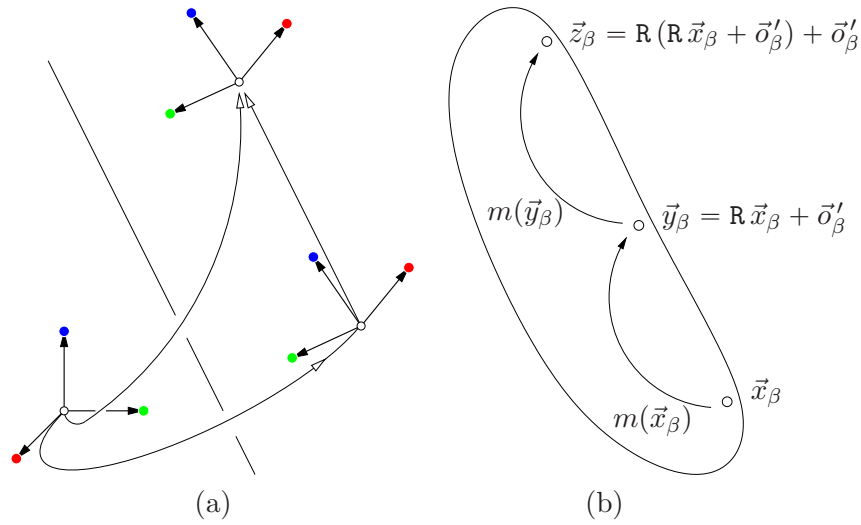 z⃗_β = R (R x⃗_β + o⃗′_β) + o⃗′_β
m(y⃗_β)
y⃗_β = R x⃗_β + o⃗′_β
x⃗_β
m(x⃗_β)
(a)
(b)